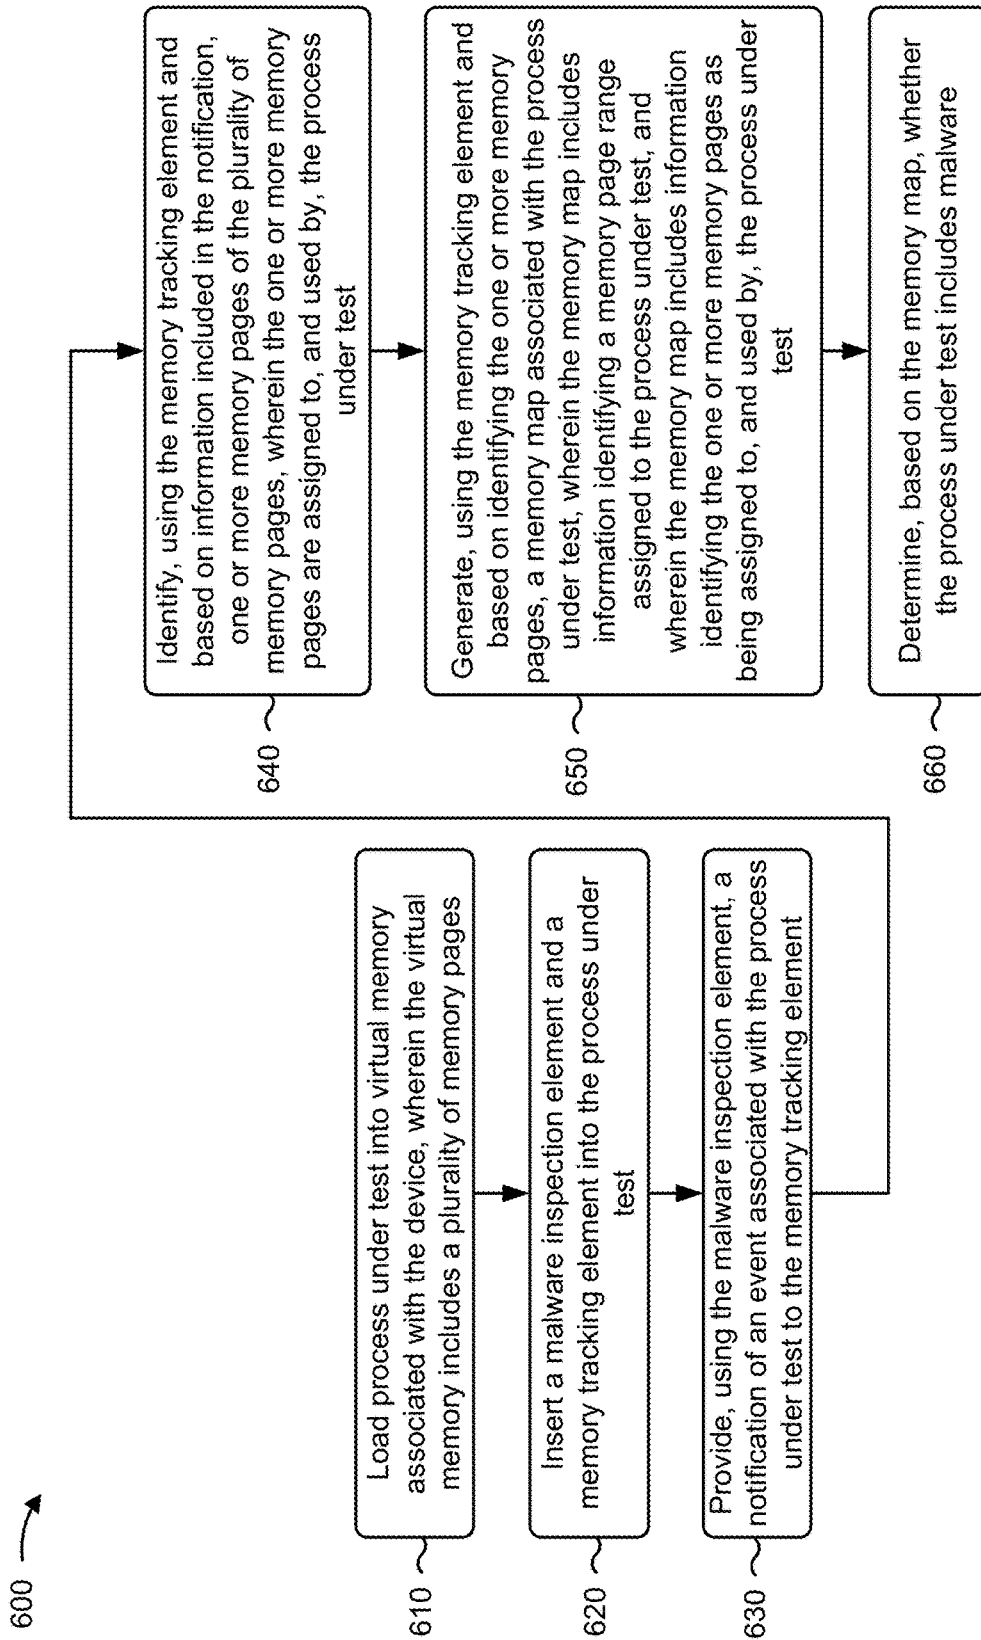 600
610
Load process under test into virtual memory
associated with the device, wherein the virtual
memory includes a plurality of memory pages
620
Insert a malware inspection element and a
memory tracking element into the process under
test
630
Provide, using the malware inspection element, a
notification of an event associated with the process
under test to the memory tracking element
640
Identify, using the memory tracking element and
based on information included in the notification,
one or more memory pages of the plurality of
memory pages, wherein the one or more memory
pages are assigned to, and used by, the process
under test
650
Generate, using the memory tracking element and
based on identifying the one or more memory
pages, a memory map associated with the process
under test, wherein the memory map includes
information identifying a memory page range
assigned to the process under test, and
wherein the memory map includes information
identifying the one or more memory pages as
being assigned to, and used by, the process under
test
660
Determine, based on the memory map, whether
the process under test includes malware